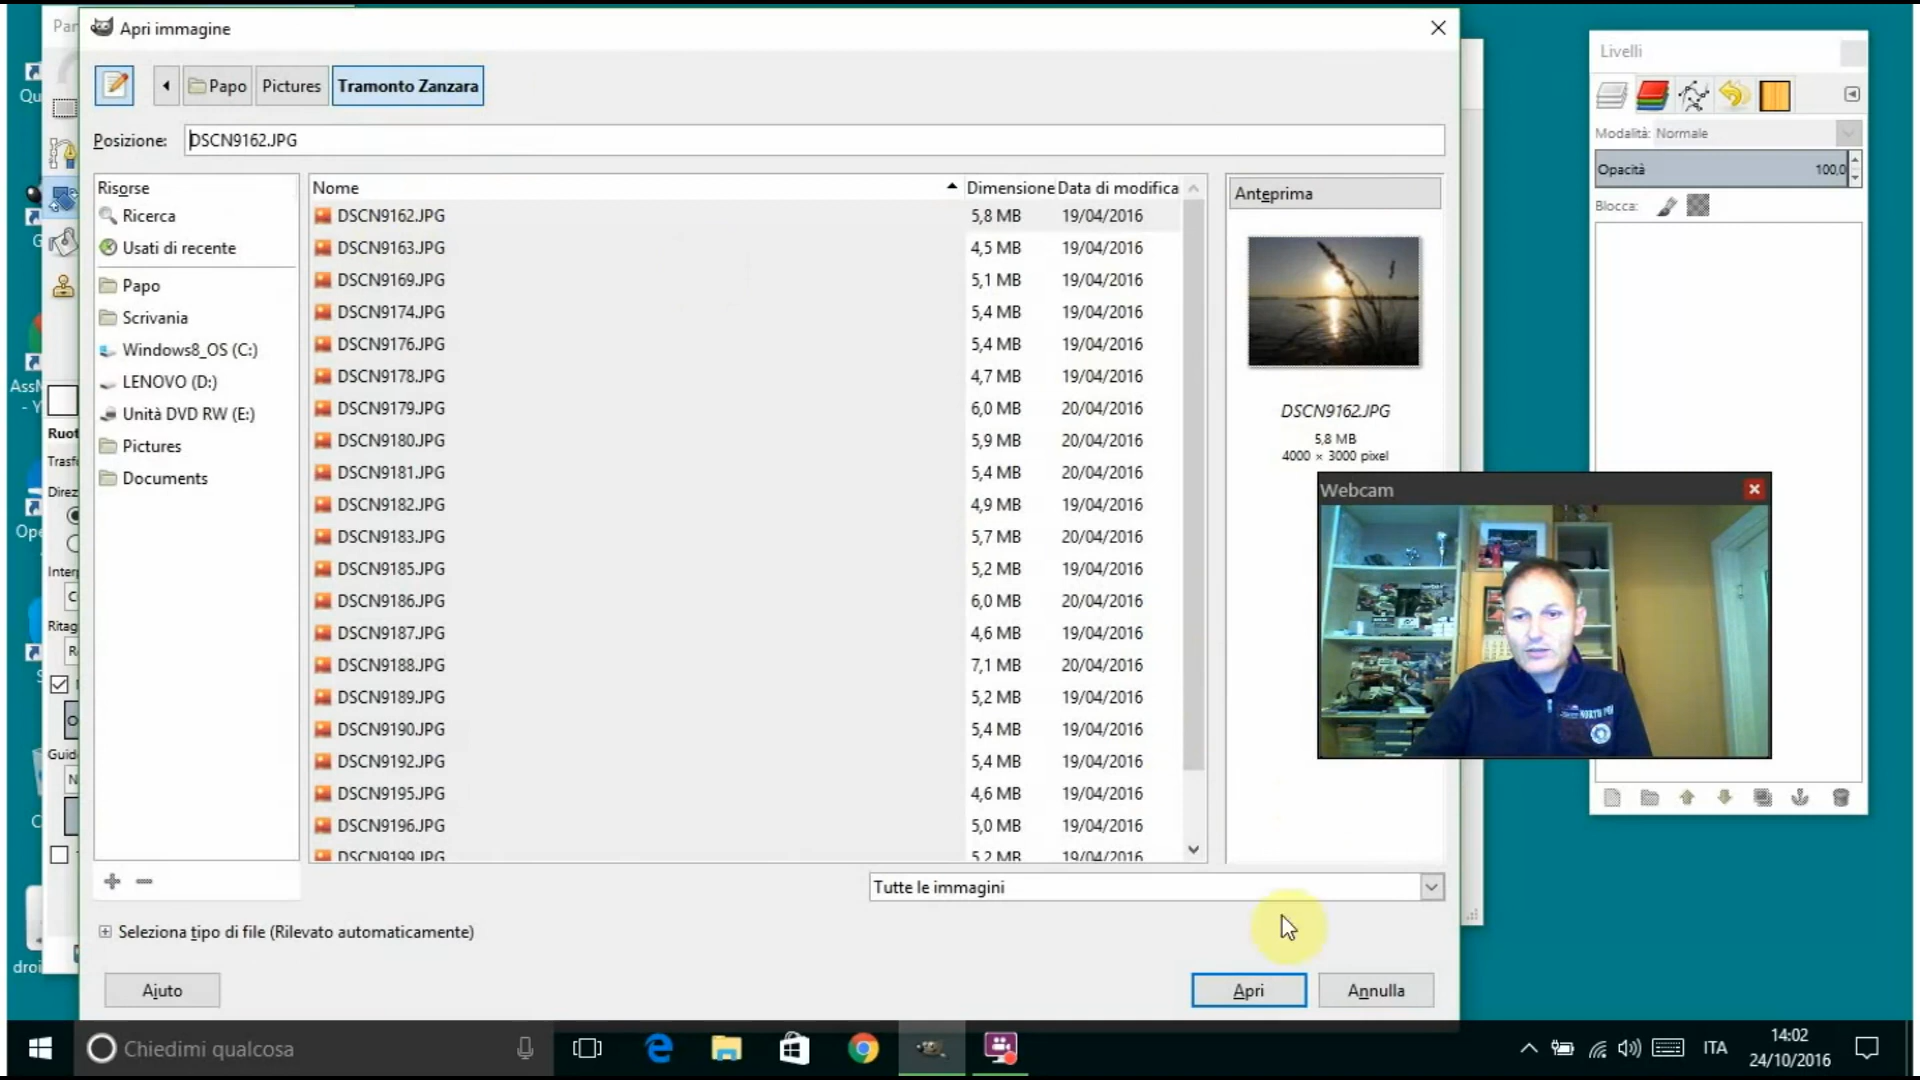 Apri immagine
Papo
Pictures
Tramonto Zanzara
Posizione:
DSCN9162.JPG
Risorse
Ricerca
Usati di recente
Papo
Scrivania
Windows8_OS (C:)
LENOVO (D:)
Unità DVD RW (E:)
Pictures
Documents
Nome Dimensione Data di modifica
DSCN9162.JPG 5,8 MB 19/04/2016
DSCN9163.JPG 4,5 MB 19/04/2016
DSCN9169.JPG 5,1 MB 19/04/2016
DSCN9174.JPG 5,4 MB 19/04/2016
DSCN9176.JPG 5,4 MB 19/04/2016
DSCN9178.JPG 4,7 MB 19/04/2016
DSCN9179.JPG 6,0 MB 20/04/2016
DSCN9180.JPG 5,9 MB 20/04/2016
DSCN9181.JPG 5,4 MB 20/04/2016
DSCN9182.JPG 4,9 MB 19/04/2016
DSCN9183.JPG 5,7 MB 20/04/2016
DSCN9185.JPG 5,2 MB 19/04/2016
DSCN9186.JPG 6,0 MB 20/04/2016
DSCN9187.JPG 4,6 MB 19/04/2016
DSCN9188.JPG 7,1 MB 20/04/2016
DSCN9189.JPG 5,2 MB 19/04/2016
DSCN9190.JPG 5,4 MB 19/04/2016
DSCN9192.JPG 5,4 MB 19/04/2016
DSCN9195.JPG 4,6 MB 19/04/2016
DSCN9196.JPG 5,0 MB 19/04/2016
DSCN9199.JPG 5,2 MB 19/04/2016
Anteprima
DSCN9162.JPG
5,8 MB
4000 × 3000 pixel
Tutte le immagini
Seleziona tipo di file (Rilevato automaticamente)
Aiuto
Apri
Annulla
Livelli
Modalità: Normale
Opacità 100,0
Blocca:
Webcam
Chiedimi qualcosa
ITA
14:02
24/10/2016